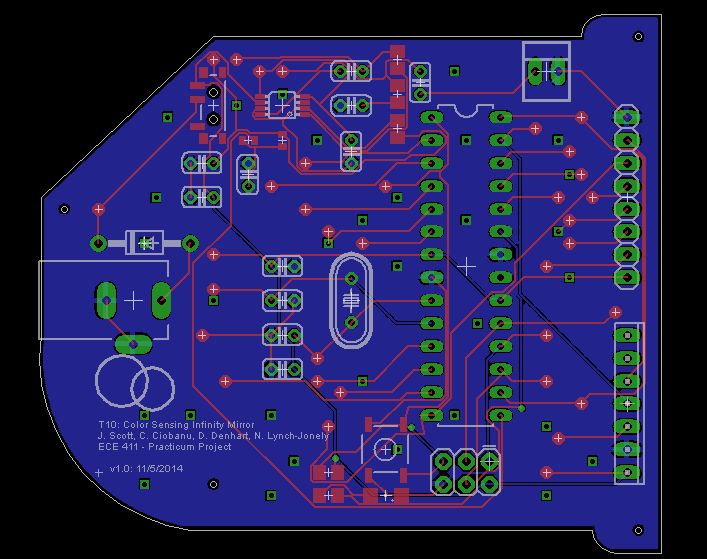 T10: Color Sensing Infinity Mirror
J. Scott, C. Ciobanu, D. Denhart, N. Lynch-Jonely
ECE 411 - Practicum Project
v1.0: 11/5/2014